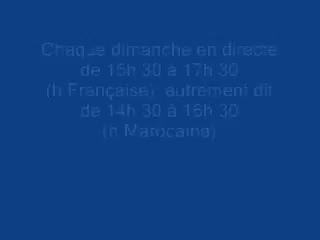 Chaque dimanche en directe
de 15h 30 à 17h 30
(h Française), autrement dit
de 14h 30 à 16h 30
(h Marocaine)